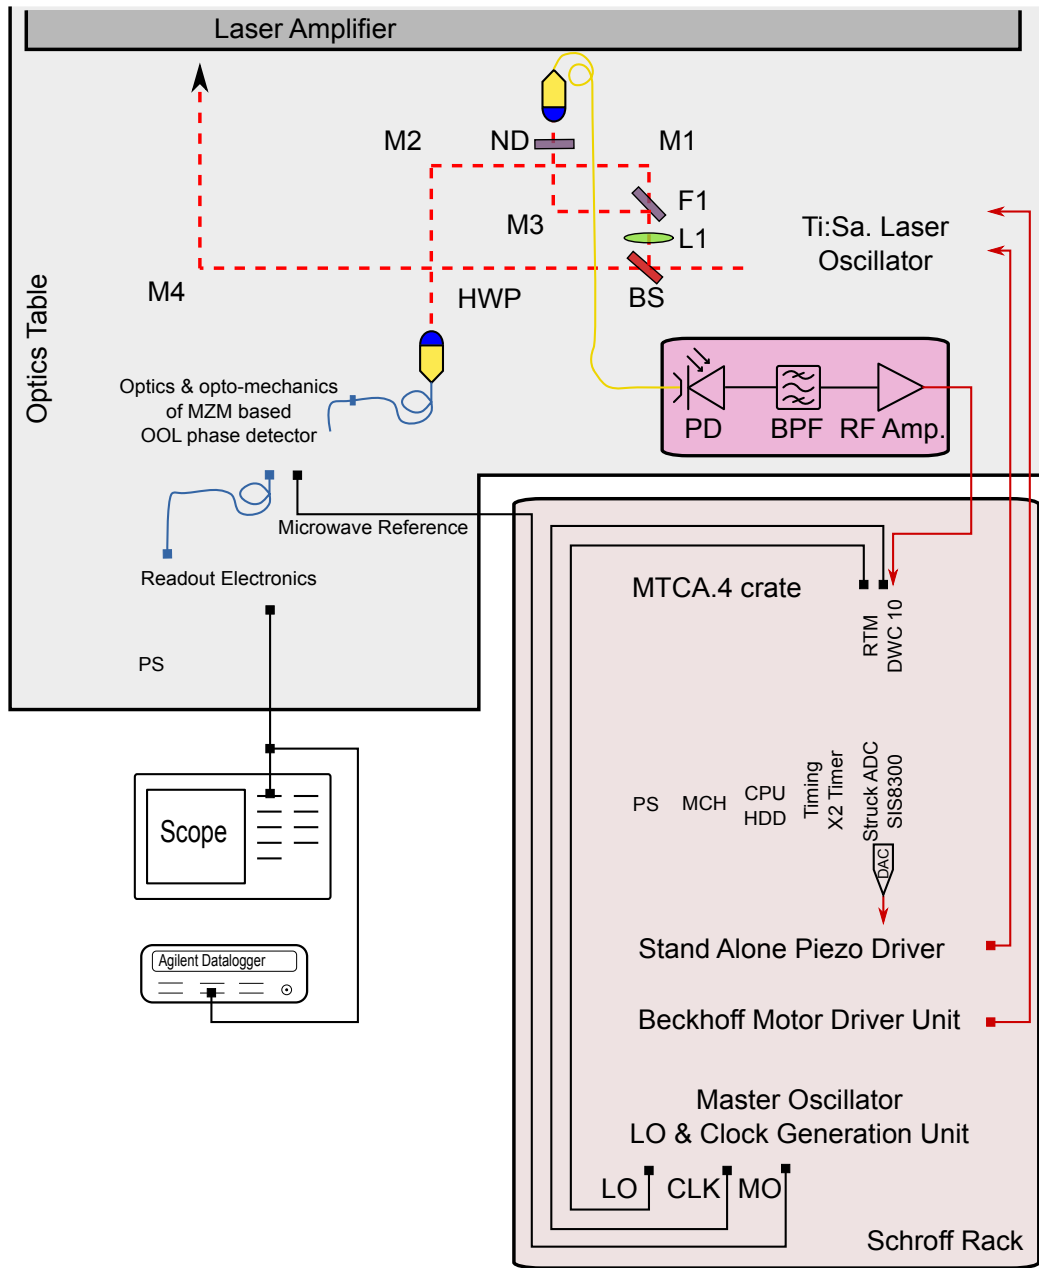 Laser Amplifier
M2
ND
M1
F1
M3
L1
Ti:Sa. Laser
Oscillator
M4
HWP
BS
Optics Table
Optics & opto-mechanics
of MZM based
OOL phase detector
PD
BPF
RF Amp.
Microwave Reference
Readout Electronics
MTCA.4 crate
RTM
DWC 10
PS
Scope
PS
MCH
CPU
HDD
Timing
X2 Timer
Struck ADC
SIS8300
DAC
Agilent Datalogger
Stand Alone Piezo Driver
Beckhoff Motor Driver Unit
Master Oscillator
LO & Clock Generation Unit
LO
CLK
MO
Schroff Rack